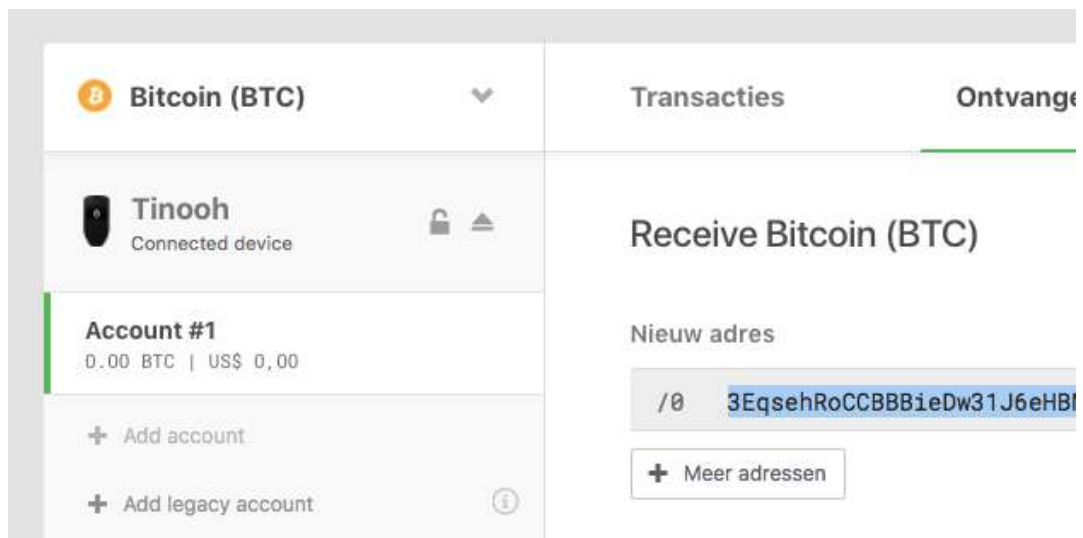 Bitcoin (BTC)
Transacties
Ontvange
Tinooh
Connected device
Receive Bitcoin (BTC)
Account #1
0.00 BTC | US$ 0,00
Nieuw adres
/0 3EqsehRoCCBBBieDw31J6eHB
Add account
Meer adressen
Add legacy account